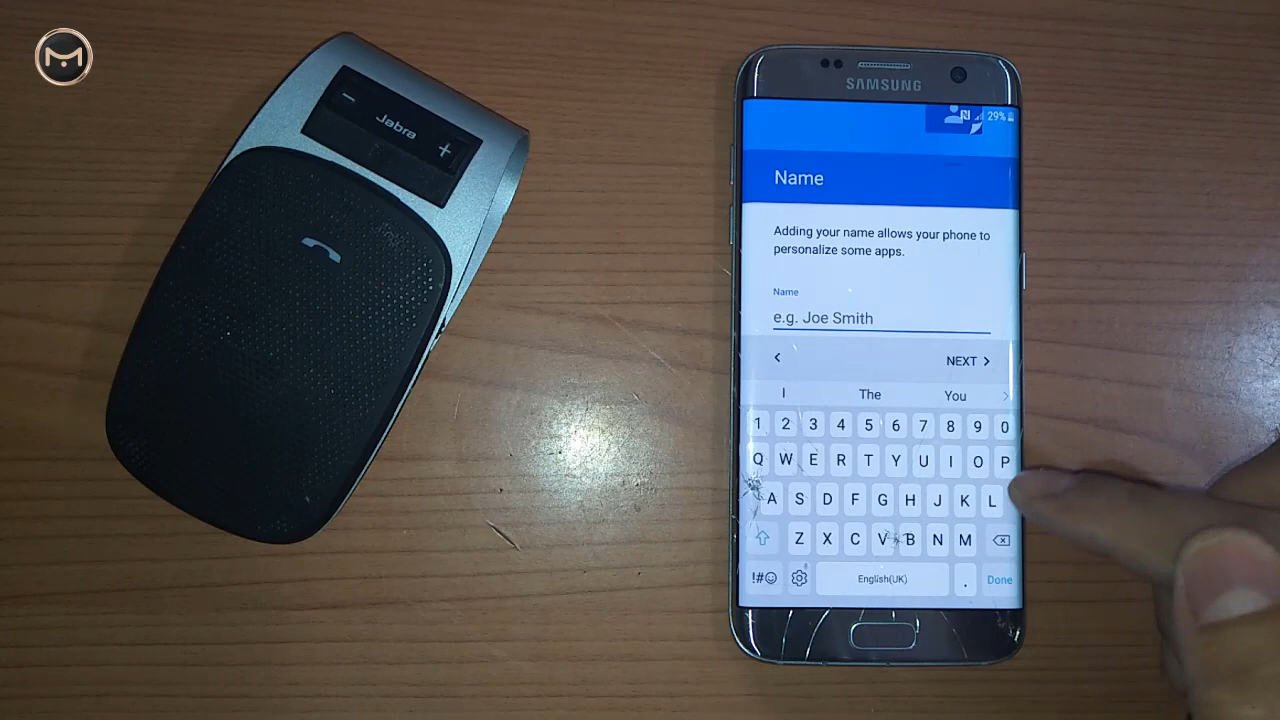 Jabra
SAMSUNG
29%
Name
Adding your name allows your phone to
personalize some apps.
Name
e.g. Joe Smith
NEXT
I The You
1 2 3 4 5 6 7 8 9 0
Q W E R T Y U I O P
A S D F G H J K L
Z X C V B N M
!#☺ English(UK) . Done